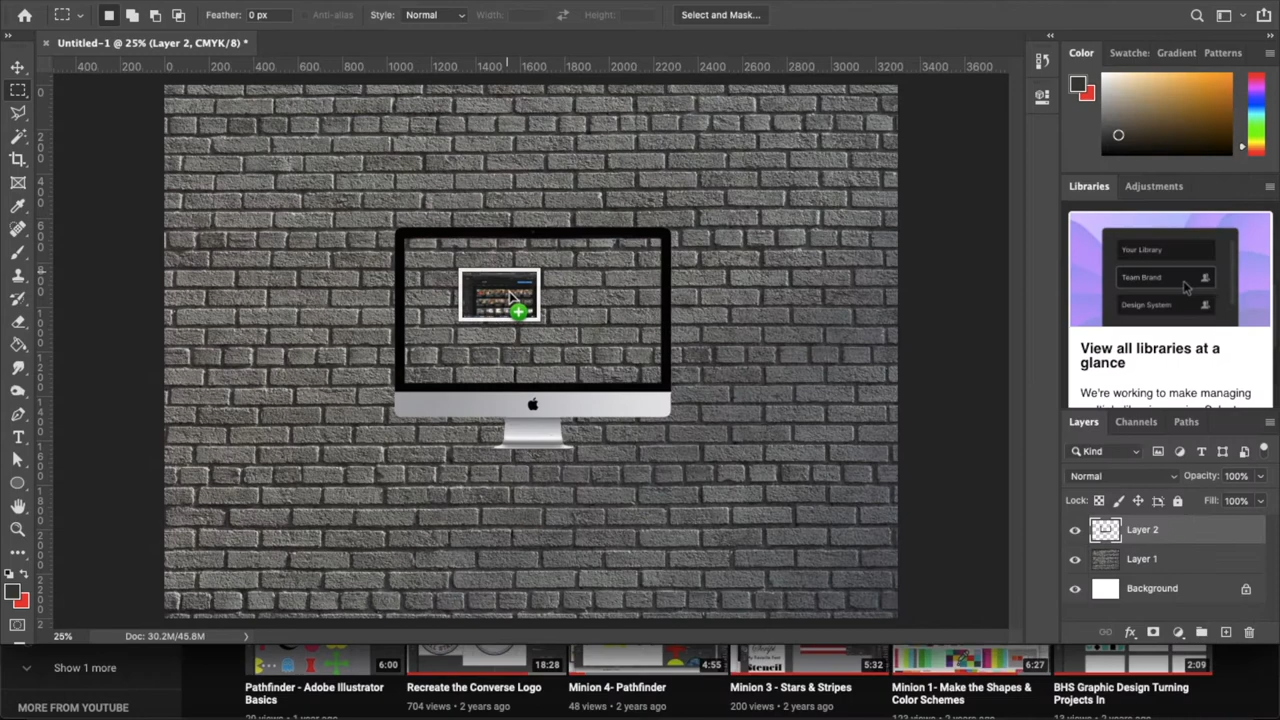 Feather: 0 px
Anti-alias
Style: Normal
Width:
Height:
Select and Mask...
Untitled-1 @ 25% (Layer 2, CMYK/8) *
400 200 0 200 400 600 800 1000 1200 1400 1600 1800 2000 2200 2400 2600 2800 3000 3200 3400 3600
Color
Swatche:
Gradient
Patterns
Libraries
Adjustments
Your Library
Team Brand
Design System
View all libraries at a
glance
We're working to make managing
Layers
Channels
Paths
Kind
Normal
Opacity: 100%
Lock:
Fill: 100%
Layer 2
Layer 1
Background
25%
Doc: 30.2M/45.8M
Show 1 more
MORE FROM YOUTUBE
6:00
Pathfinder - Adobe Illustrator
Basics
18:28
Recreate the Converse Logo
704 views • 2 years ago
4:55
Minion 4- Pathfinder
48 views • 2 years ago
5:32
Minion 3 - Stars & Stripes
200 views • 2 years ago
6:27
Minion 1- Make the Shapes &
Color Schemes
2:09
BHS Graphic Design Turning
Projects In